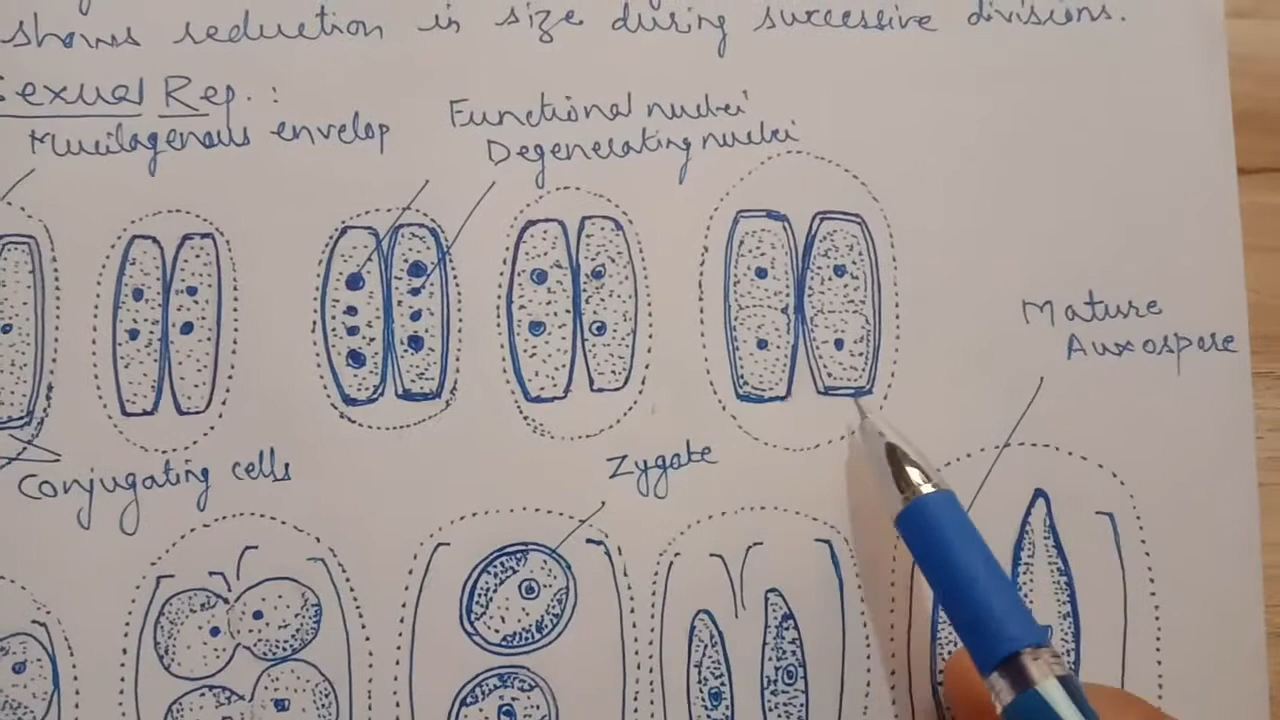 shows reduction in size during successive divisions.
Sexual Rep.:
Mucilagenous envelop
Functional nuclei
Degenerating nuclei
Mature
Auxospore
Conjugating cells
Zygote